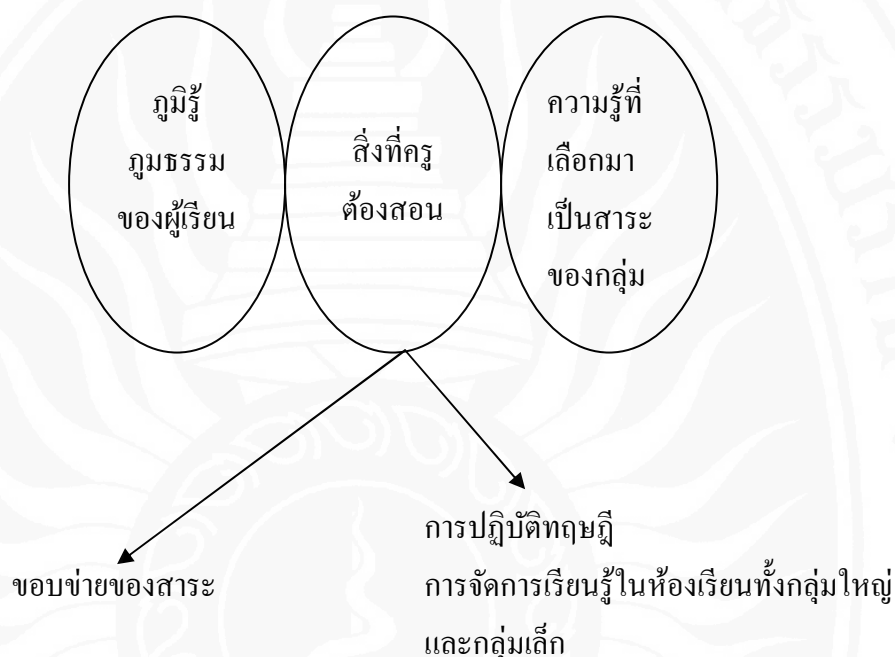 ภูมิรู้
ภูมธรรม
ของผู้เรียน
สิ่งที่ครู
ต้องสอน
ความรู้ที่
เลือกมา
เป็นสาระ
ของกลุ่ม
ขอบข่ายของสาระ
การปฏิบัติทฤษฎี
การจัดการเรียนรู้ในห้องเรียนทั้งกลุ่มใหญ่
และกลุ่มเล็ก